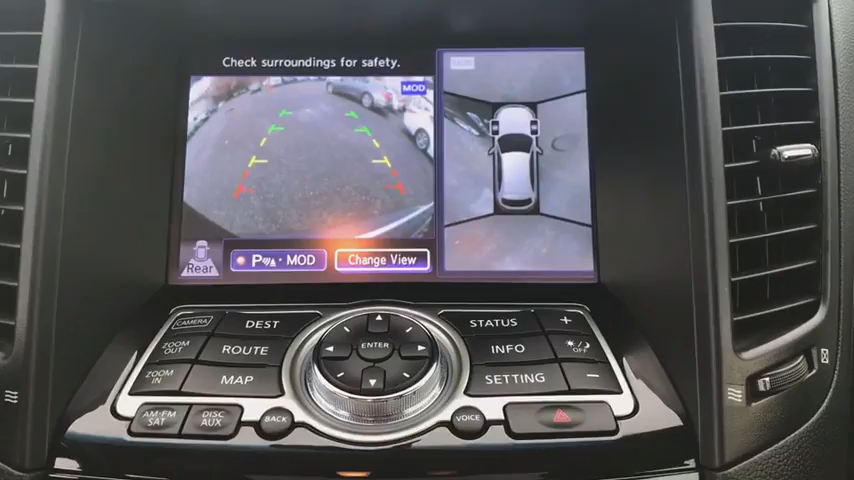 Check surroundings for safety.
MOD
Rear
P · MOD
Change View
CAMERA
DEST
STATUS
+
ZOOM OUT
ROUTE
ENTER
INFO
OFF
ZOOM IN
MAP
SETTING
−
AM·FM SAT
DISC AUX
BACK
VOICE